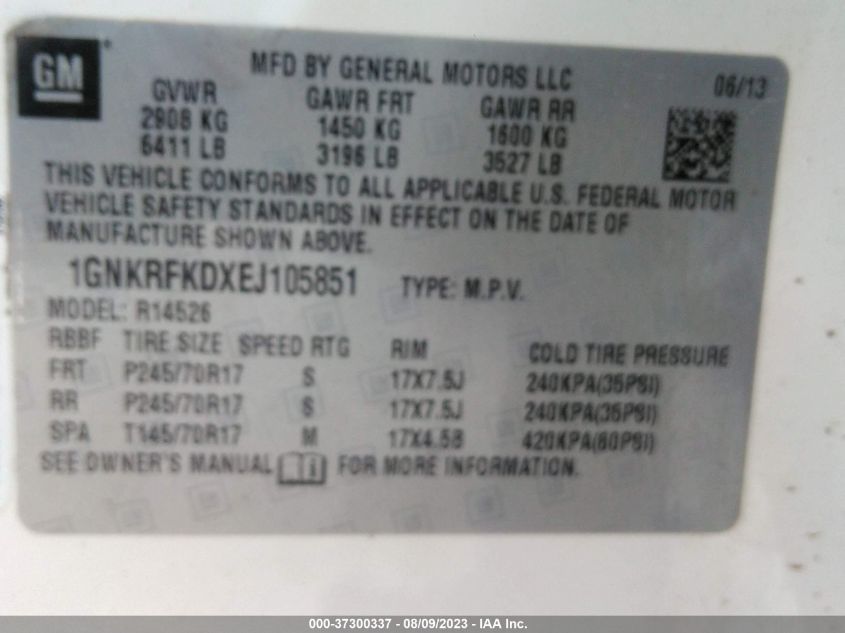 GM
MFD BY GENERAL MOTORS LLC 06/13
GVWR GAWR FRT GAWR RR
2908 KG 1450 KG 1600 KG
6411 LB 3196 LB 3527 LB
THIS VEHICLE CONFORMS TO ALL APPLICABLE U.S. FEDERAL MOTOR
VEHICLE SAFETY STANDARDS IN EFFECT ON THE DATE OF
MANUFACTURE SHOWN ABOVE.
1GNKRFKDXEJ105851 TYPE: M.P.V.
MODEL: R14526
RBBF TIRE SIZE SPEED RTG RIM COLD TIRE PRESSURE
FRT P245/70R17 S 17X7.5J 240KPA(35PSI)
RR P245/70R17 S 17X7.5J 240KPA(35PSI)
SPA T145/70R17 M 17X4.5B 420KPA(60PSI)
SEE OWNER'S MANUAL i FOR MORE INFORMATION.
000-37300337 - 08/09/2023 - IAA Inc.